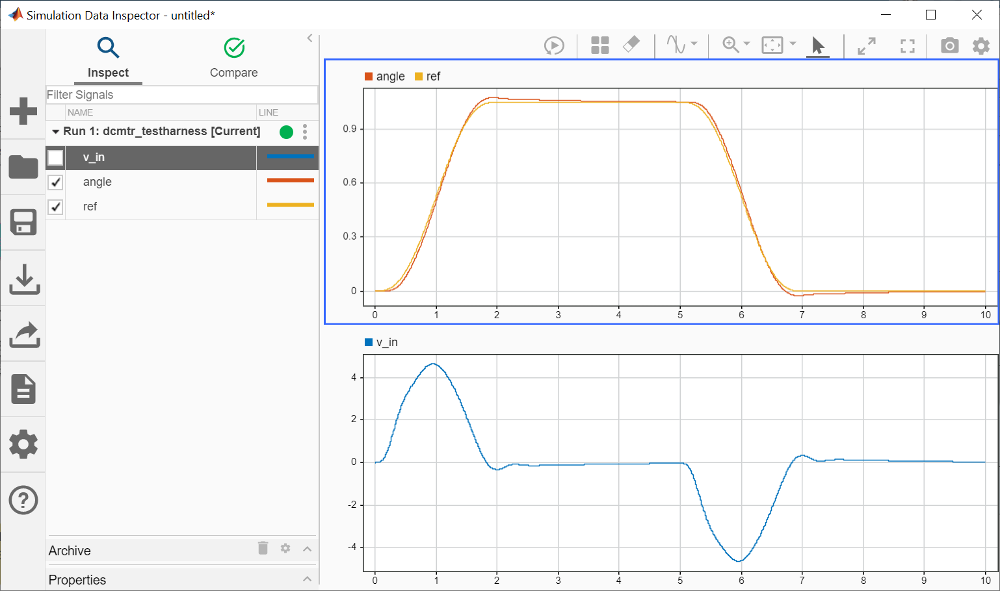 Simulation Data Inspector - untitled*
Inspect
Compare
Filter Signals
NAME LINE
Run 1: dcmtr_testharness [Current]
v_in
angle
ref
Archive
Properties
angle ref
0.9
0.6
0.3
0
0 1 2 3 4 5 6 7 8 9 10
v_in
4
2
0
-2
-4
0 1 2 3 4 5 6 7 8 9 10